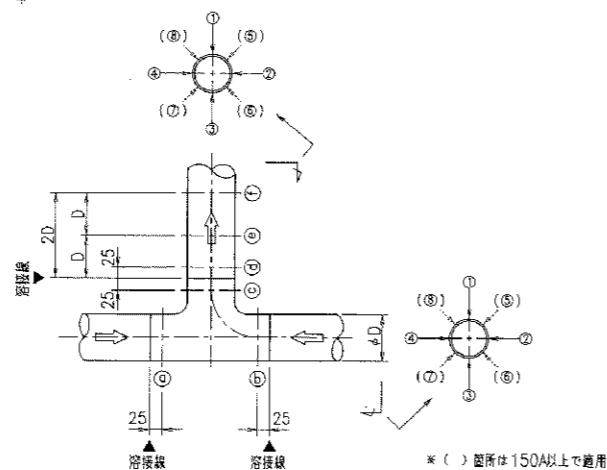 ①
(⑧) (⑤)
④ ②
(⑦) (⑥)
③
ⓕ
D
2D
ⓔ
D
25
ⓓ
溶接線
25
ⓒ
①
(⑧) (⑤)
φD
④ ②
(⑦) (⑥)
③
ⓐ ⓑ
25 25
溶接線 溶接線
※ ( ) 箇所は150A以上で適用